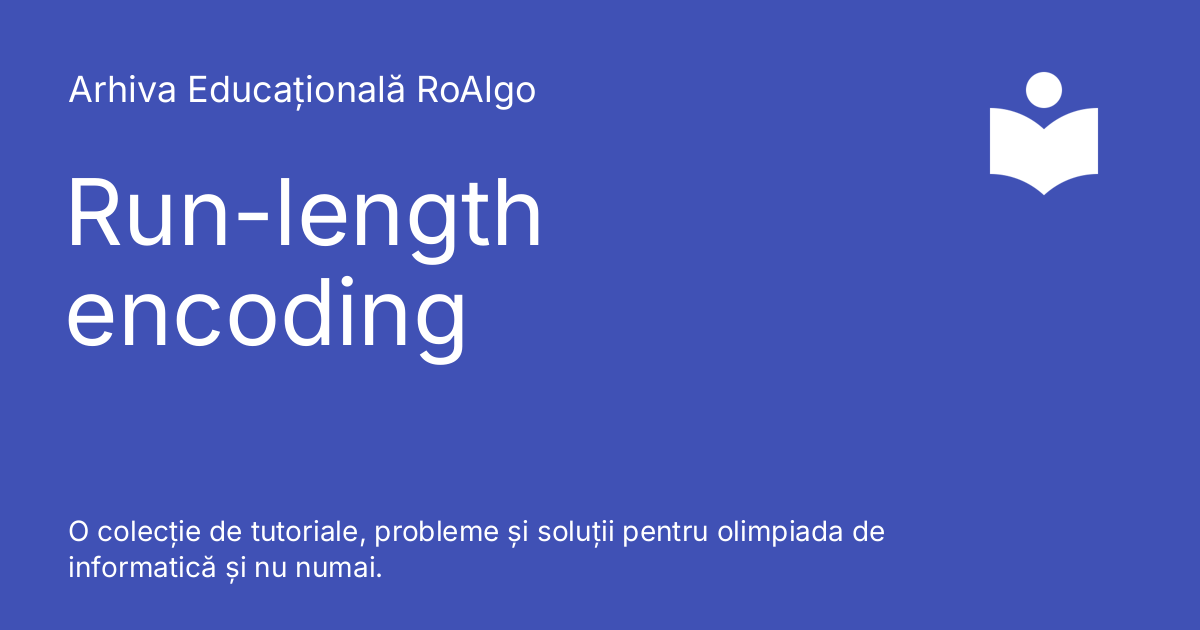 Arhiva Educațională RoAlgo
Run-length
encoding
O colecție de tutoriale, probleme și soluții pentru olimpiada de
informatică și nu numai.